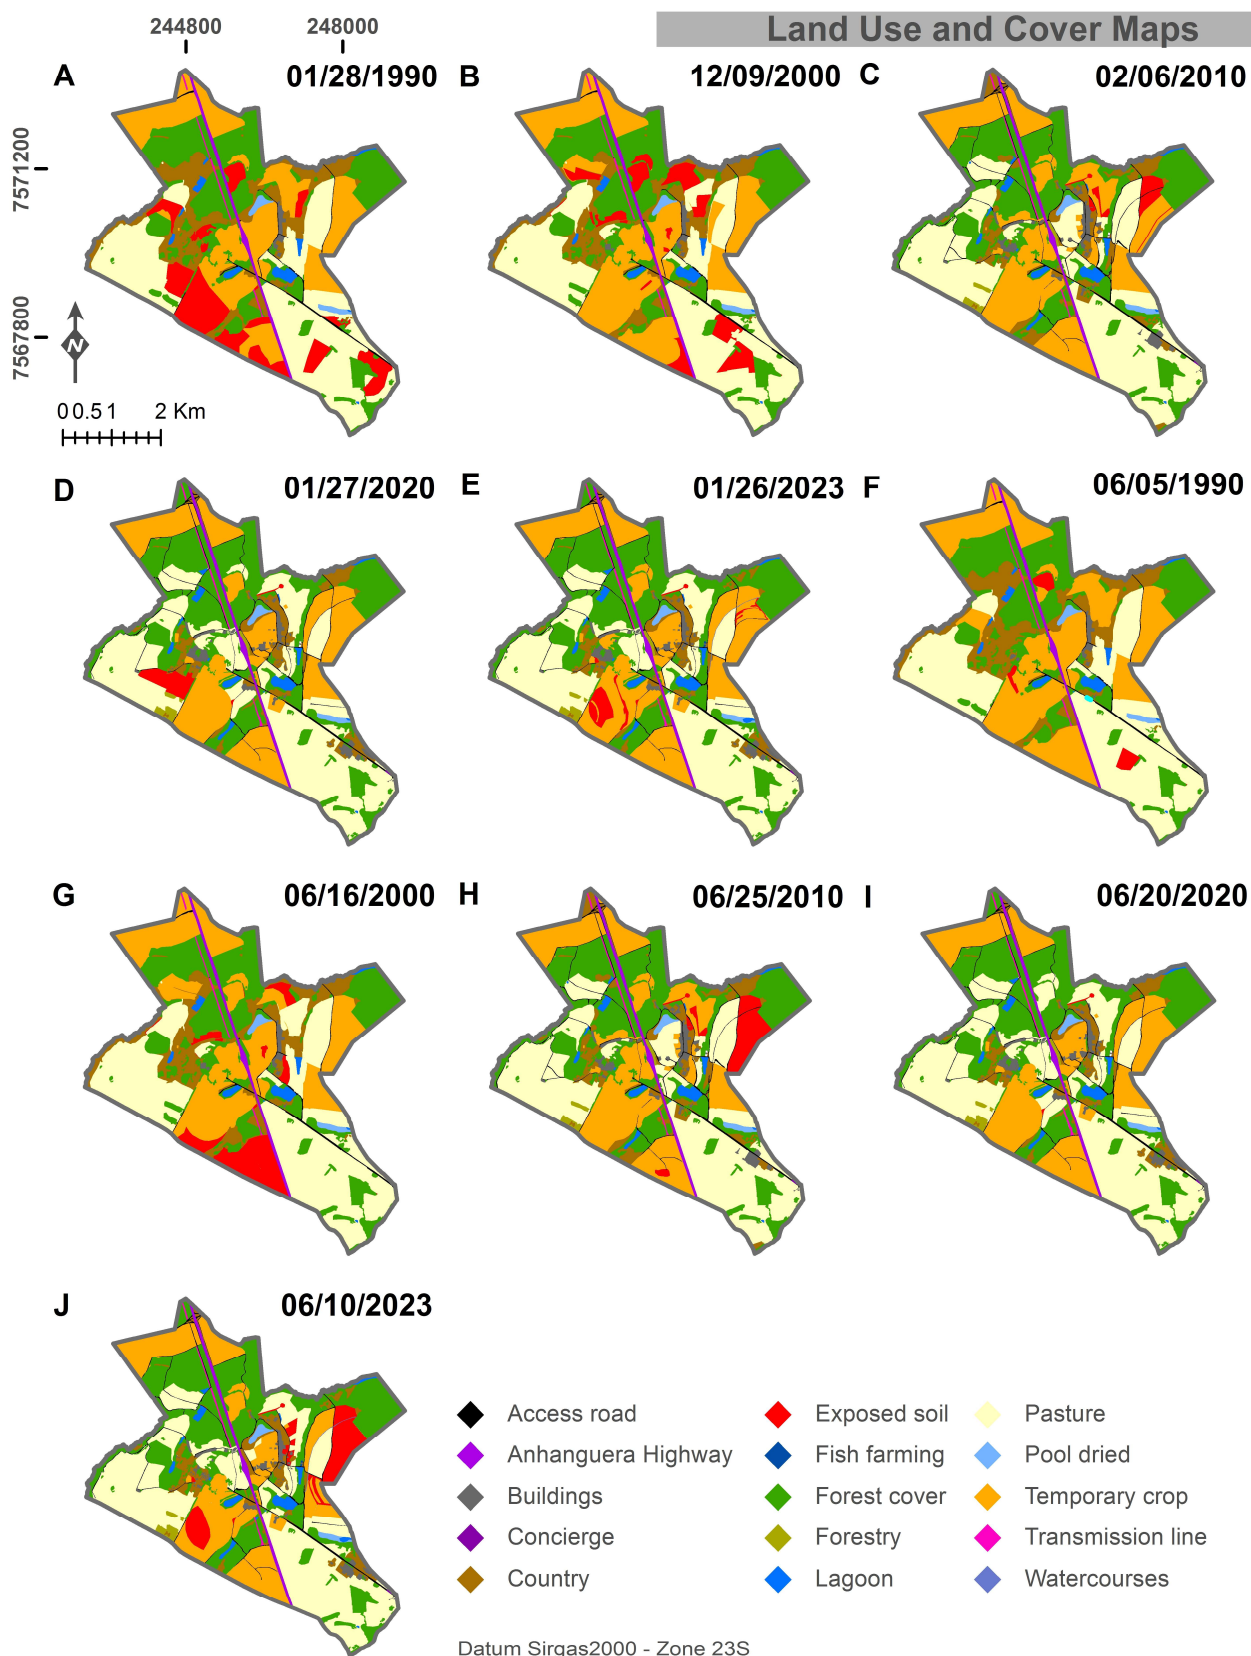 Land Use and Cover Maps
244800 248000
A 01/28/1990 B 12/09/2000 C 02/06/2010
7571200
7567800
N
0 0.5 1 2 Km
D 01/27/2020 E 01/26/2023 F 06/05/1990
G 06/16/2000 H 06/25/2010 I 06/20/2020
J 06/10/2023
Access road Exposed soil Pasture
Anhanguera Highway Fish farming Pool dried
Buildings Forest cover Temporary crop
Concierge Forestry Transmission line
Country Lagoon Watercourses
Datum Sirgas2000 - Zone 23S